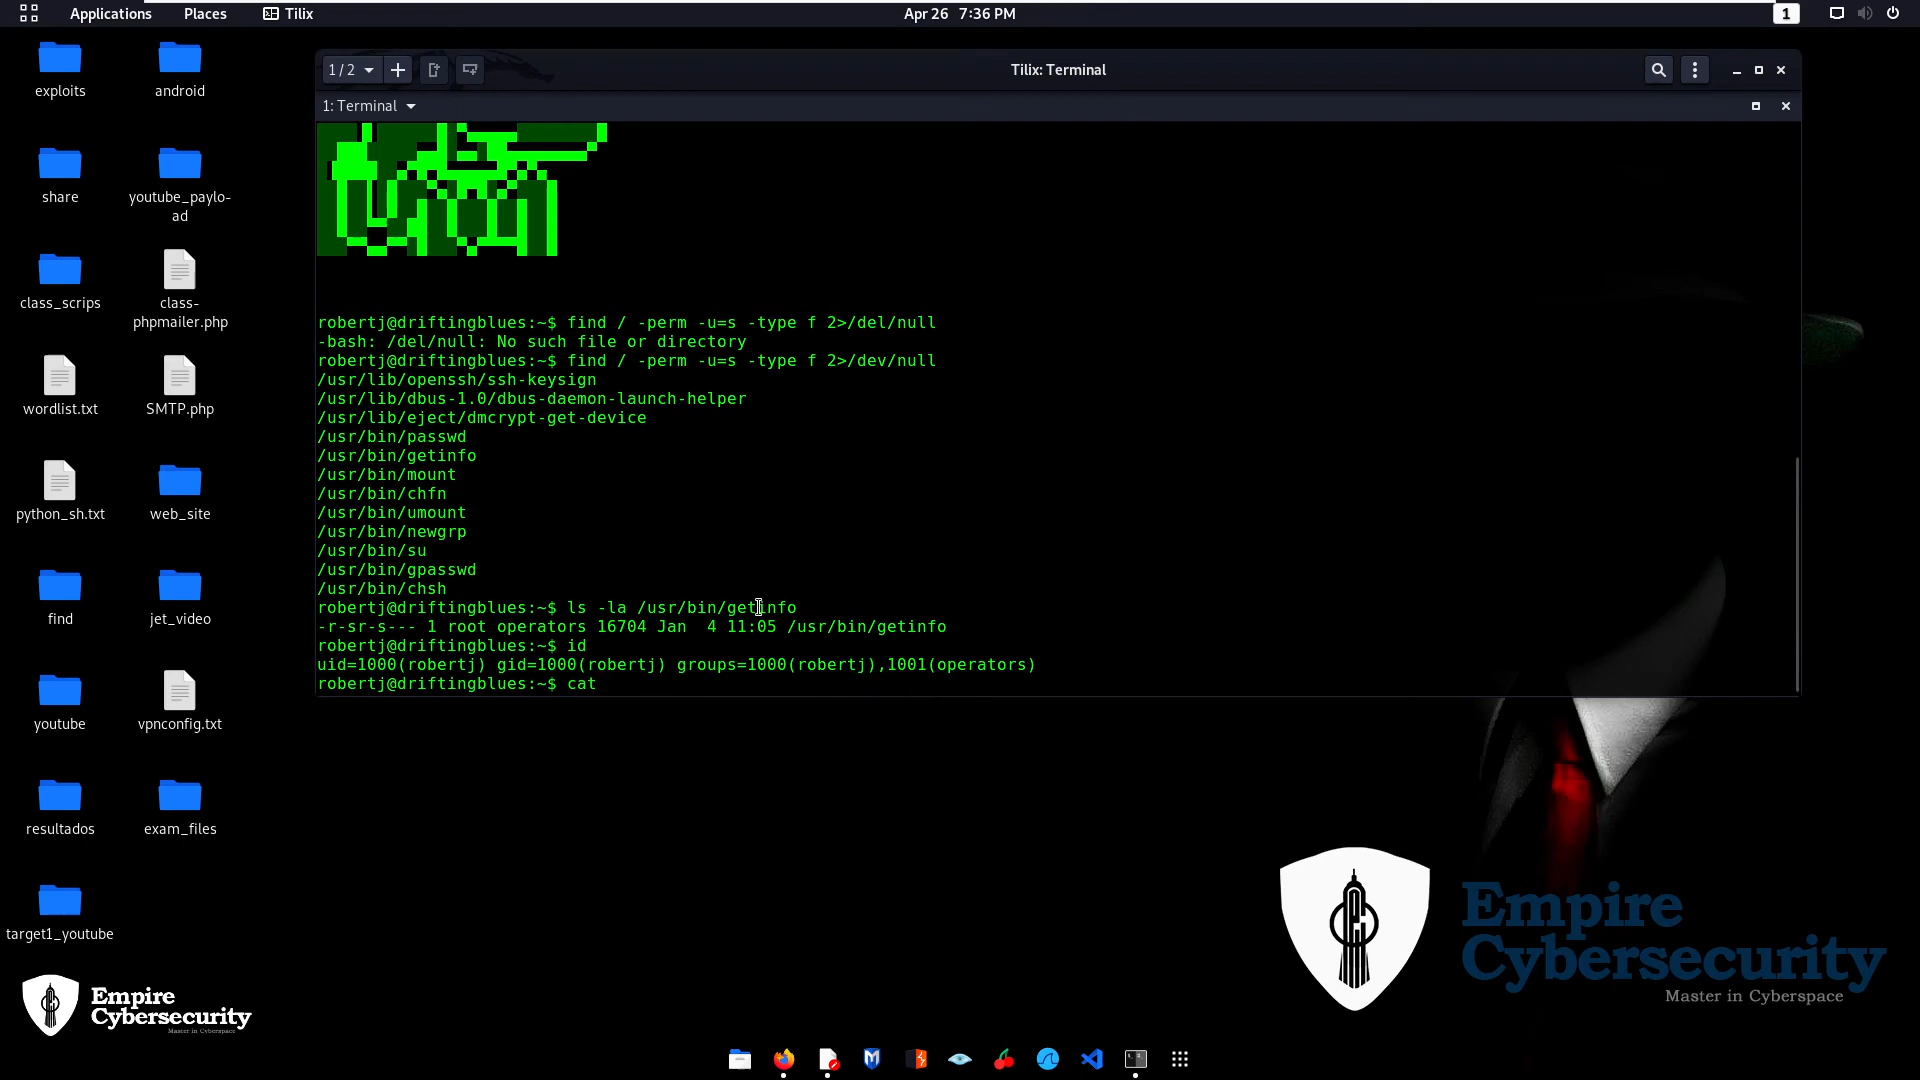 Applications Places Tilix Apr 26 7:36 PM 1
exploits
android
share
youtube_paylo-
ad
class_scrips
class-
phpmailer.php
wordlist.txt
SMTP.php
python_sh.txt
web_site
find
jet_video
youtube
vpnconfig.txt
resultados
exam_files
target1_youtube
Empire
Cybersecurity
Master in Cyberspace
1 / 2 Tilix: Terminal
1: Terminal
robertj@driftingblues:~$ find / -perm -u=s -type f 2>/del/null
-bash: /del/null: No such file or directory
robertj@driftingblues:~$ find / -perm -u=s -type f 2>/dev/null
/usr/lib/openssh/ssh-keysign
/usr/lib/dbus-1.0/dbus-daemon-launch-helper
/usr/lib/eject/dmcrypt-get-device
/usr/bin/passwd
/usr/bin/getinfo
/usr/bin/mount
/usr/bin/chfn
/usr/bin/umount
/usr/bin/newgrp
/usr/bin/su
/usr/bin/gpasswd
/usr/bin/chsh
robertj@driftingblues:~$ ls -la /usr/bin/getinfo
-r-sr-s--- 1 root operators 16704 Jan  4 11:05 /usr/bin/getinfo
robertj@driftingblues:~$ id
uid=1000(robertj) gid=1000(robertj) groups=1000(robertj),1001(operators)
robertj@driftingblues:~$ cat
Empire
Cybersecurity
Master in Cyberspace